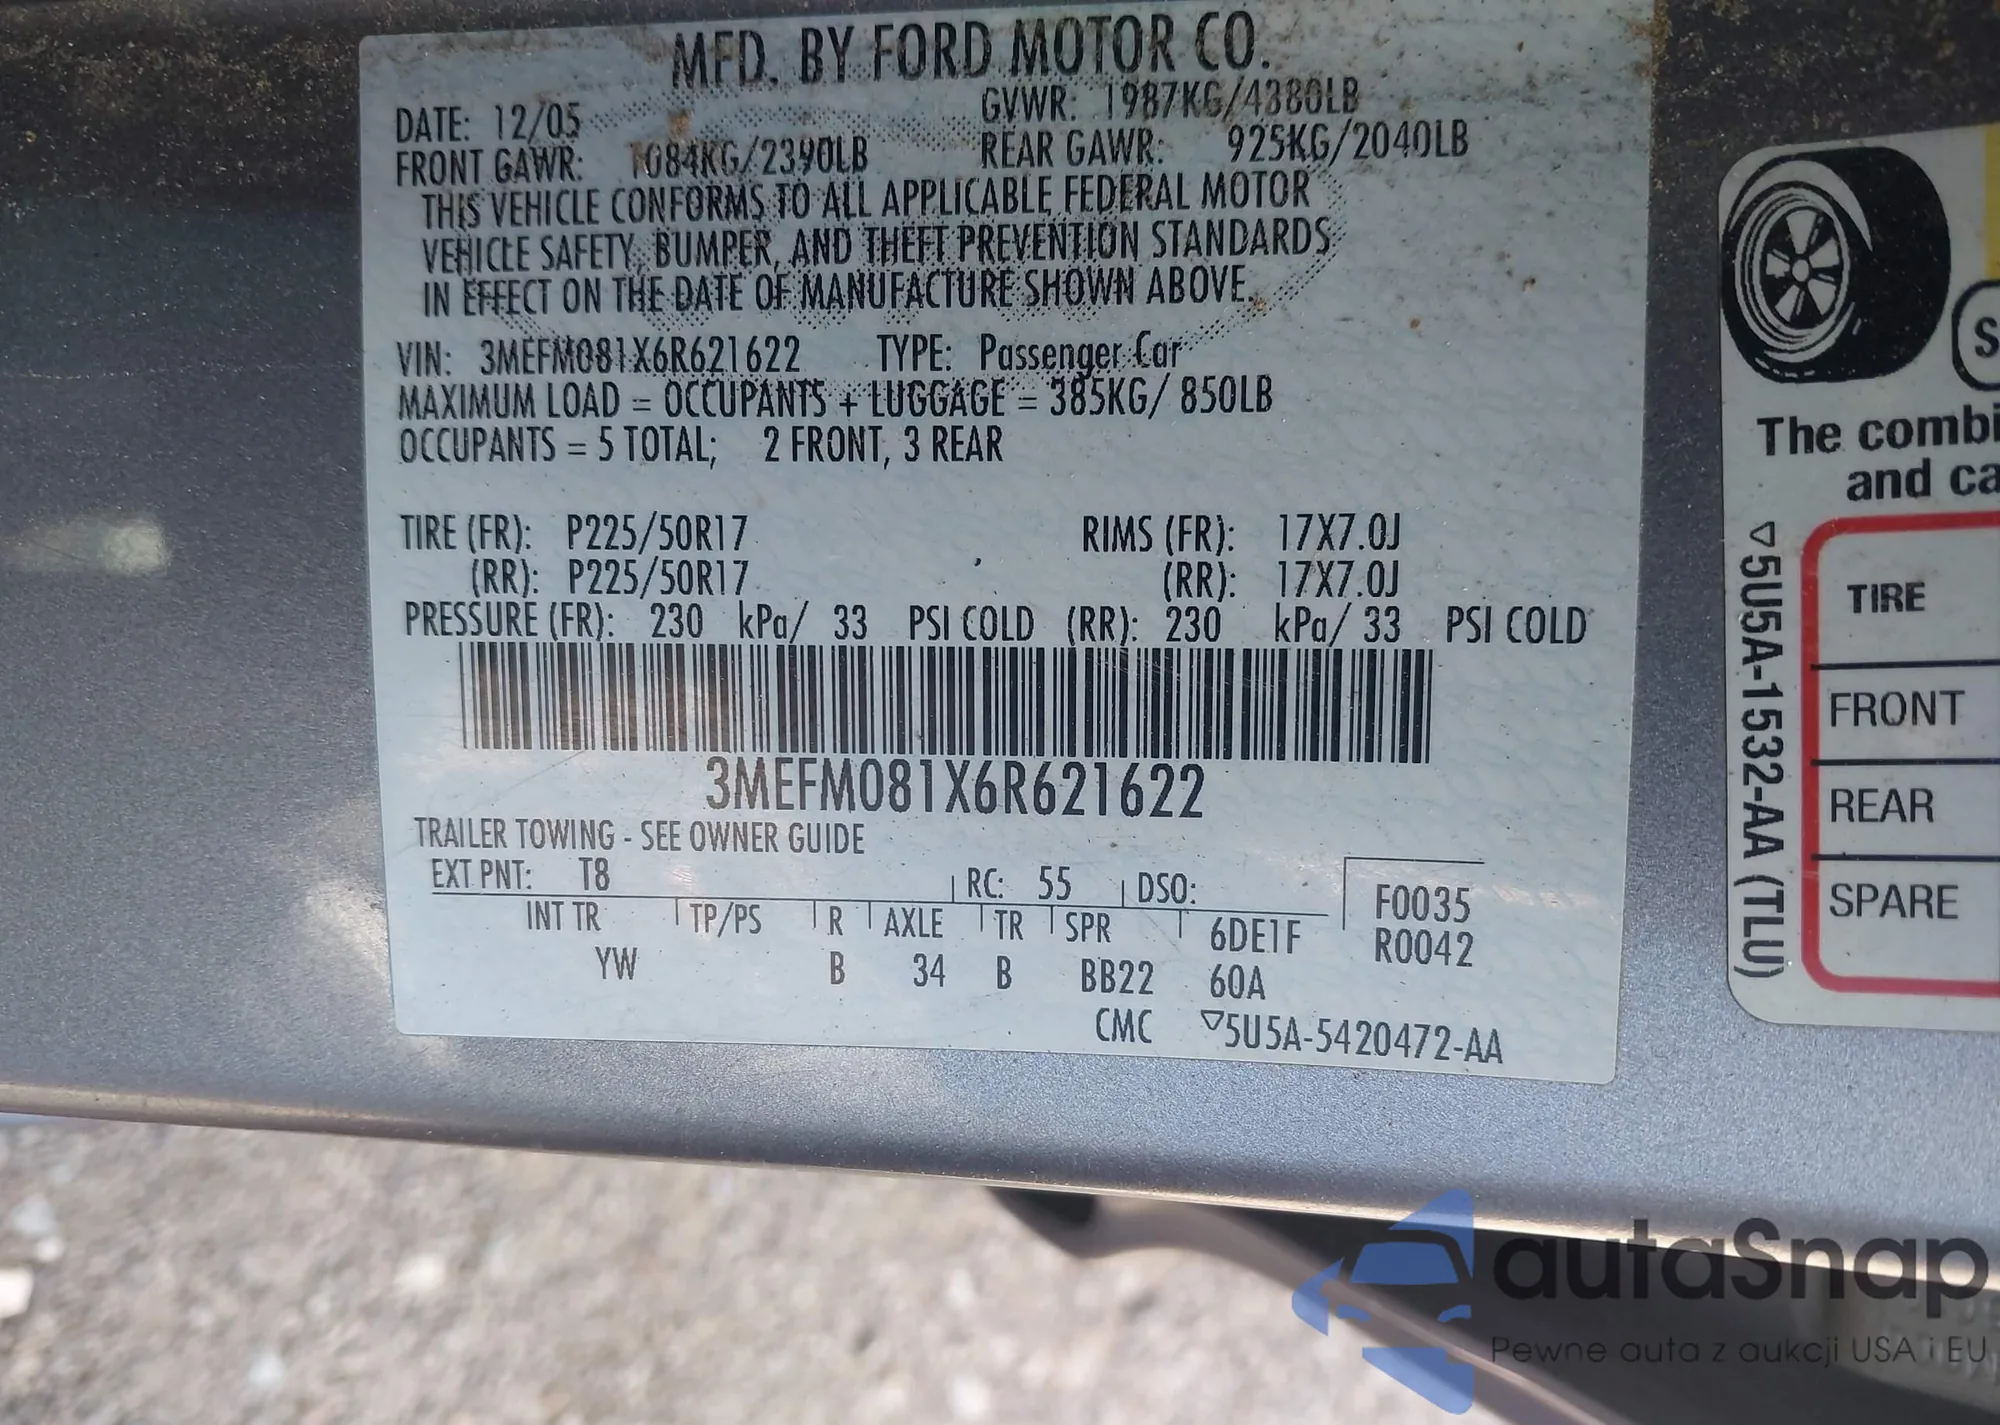 MFD. BY FORD MOTOR CO.
DATE: 12/05 GVWR: 1987KG/4380LB
FRONT GAWR: 1084KG/2390LB REAR GAWR: 925KG/2040LB
THIS VEHICLE CONFORMS TO ALL APPLICABLE FEDERAL MOTOR
VEHICLE SAFETY, BUMPER, AND THEFT PREVENTION STANDARDS
IN EFFECT ON THE DATE OF MANUFACTURE SHOWN ABOVE.
VIN: 3MEFM081X6R621622 TYPE: Passenger Car
MAXIMUM LOAD = OCCUPANTS + LUGGAGE = 385KG/ 850LB
OCCUPANTS = 5 TOTAL; 2 FRONT, 3 REAR
TIRE (FR): P225/50R17 RIMS (FR): 17X7.0J
(RR): P225/50R17 (RR): 17X7.0J
PRESSURE (FR): 230 kPa/ 33 PSI COLD (RR): 230 kPa/ 33 PSI COLD
3MEFM081X6R621622
TRAILER TOWING - SEE OWNER GUIDE
EXT PNT: T8 RC: 55 DSO:
INT TR TP/PS R AXLE TR SPR 6DE1F
YW B 34 B BB22 60A
F0035
R0042
CMC ▽5U5A-5420472-AA
The combi
and ca
▽5U5A-1532-AA (TLU)
TIRE
FRONT
REAR
SPARE
autaSnap
Pewne auta z aukcji USA i EU